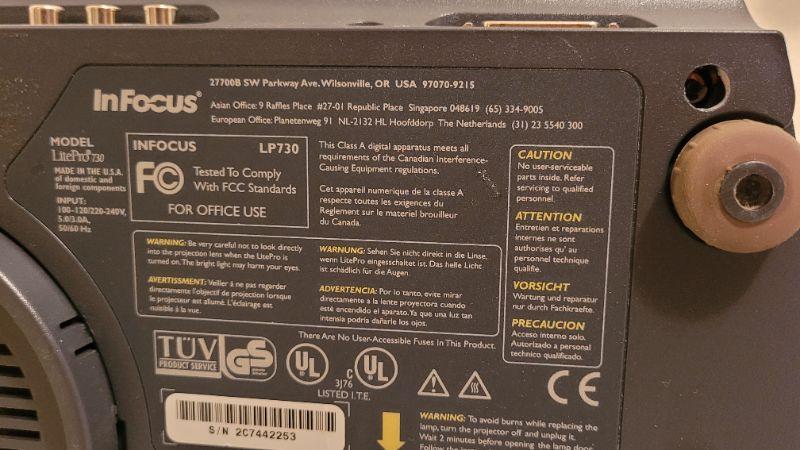 InFocus®
27700B SW Parkway Ave. Wilsonville, OR USA 97070-9215
Asian Office: 9 Raffles Place #27-01 Republic Place Singapore 048619 (65) 334-9005
European Office: Planetenweg 91 NL-2132 HL Hoofddorp The Netherlands (31) 23 5540 300
MODEL
LitePro® 730
MADE IN THE U.S.A.
of domestic and
foreign components
INPUT:
100-120/220-240V,
5.0/3.0A,
50/60 Hz
INFOCUS LP730
FC
Tested To Comply
With FCC Standards
FOR OFFICE USE
This Class A digital apparatus meets all
requirements of the Canadian Interference-
Causing Equipment regulations.
Cet appareil numerique de la classe A
respecte toutes les exigences du
Reglement sur le materiel brouilleur
du Canada.
CAUTION
No user-serviceable
parts inside. Refer
servicing to qualified
personnel.
ATTENTION
Entretien et reparations
internes ne sont
authorises qu' au
personnel technique
qualifie.
VORSICHT
Wartung und reparatur
nur durch Fachkraefte.
PRECAUCION
Acceso interno solo.
Autorizado a personal
technico qualificado.
WARNING: Be very careful not to look directly
into the projection lens when the LitePro is
turned on. The bright light may harm your eyes.
AVERTISSMENT: Veiller à ne pas regarder
directement l'objectif de projection lorsque
le projecteur est allumé. L'éclairage est
nuisible à la vue.
WARNUNG: Sehen Sie nicht direkt in die Linse,
wenn LitePro eingesschaltet ist. Das helle Licht
ist schädlich für die Augen.
ADVERTENCIA: Por lo tanto, evite mirar
directamente a la lente proyectora cuando
esté encendido el aparato. Ya que una luz tan
intensia podría dañarle los ojos.
There Are No User-Accessible Fuses In This Product.
TÜV
PRODUCT SERVICE
GS
UL
C
UL
3J76
LISTED I.T.E.
CE
S/N 2C7442253
WARNING: To avoid burns while replacing the
lamp, turn the projector off and unplug it.
Wait 2 minutes before opening the lamp door.